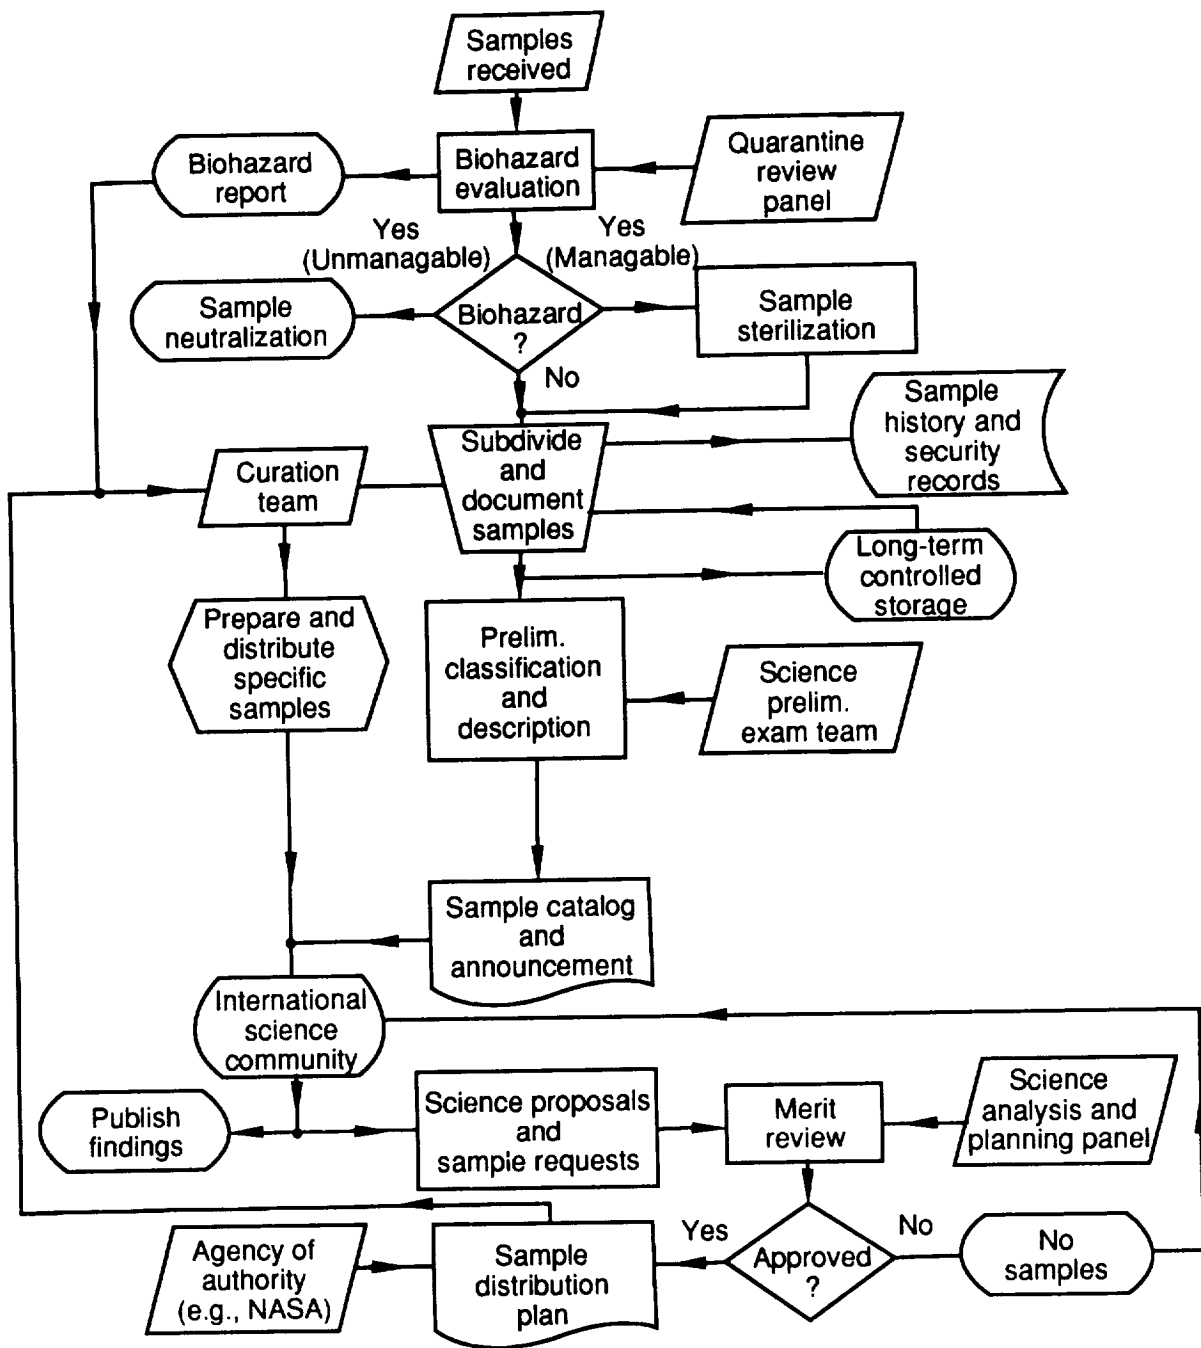 Samples
received
Biohazard
report
Biohazard
evaluation
Quarantine
review
panel
Yes
(Unmanagable)
Yes
(Managable)
Sample
neutralization
Biohazard
?
Sample
sterilization
No
Sample
history and
security
records
Curation
team
Subdivide
and
document
samples
Long-term
controlled
storage
Prepare and
distribute
specific
samples
Prelim.
classification
and
description
Science
prelim.
exam team
Sample catalog
and
announcement
International
science
community
Publish
findings
Science proposals
and
sample requests
Merit
review
Science
analysis and
planning panel
Agency of
authority
(e.g., NASA)
Sample
distribution
plan
Yes
Approved
?
No
No
samples